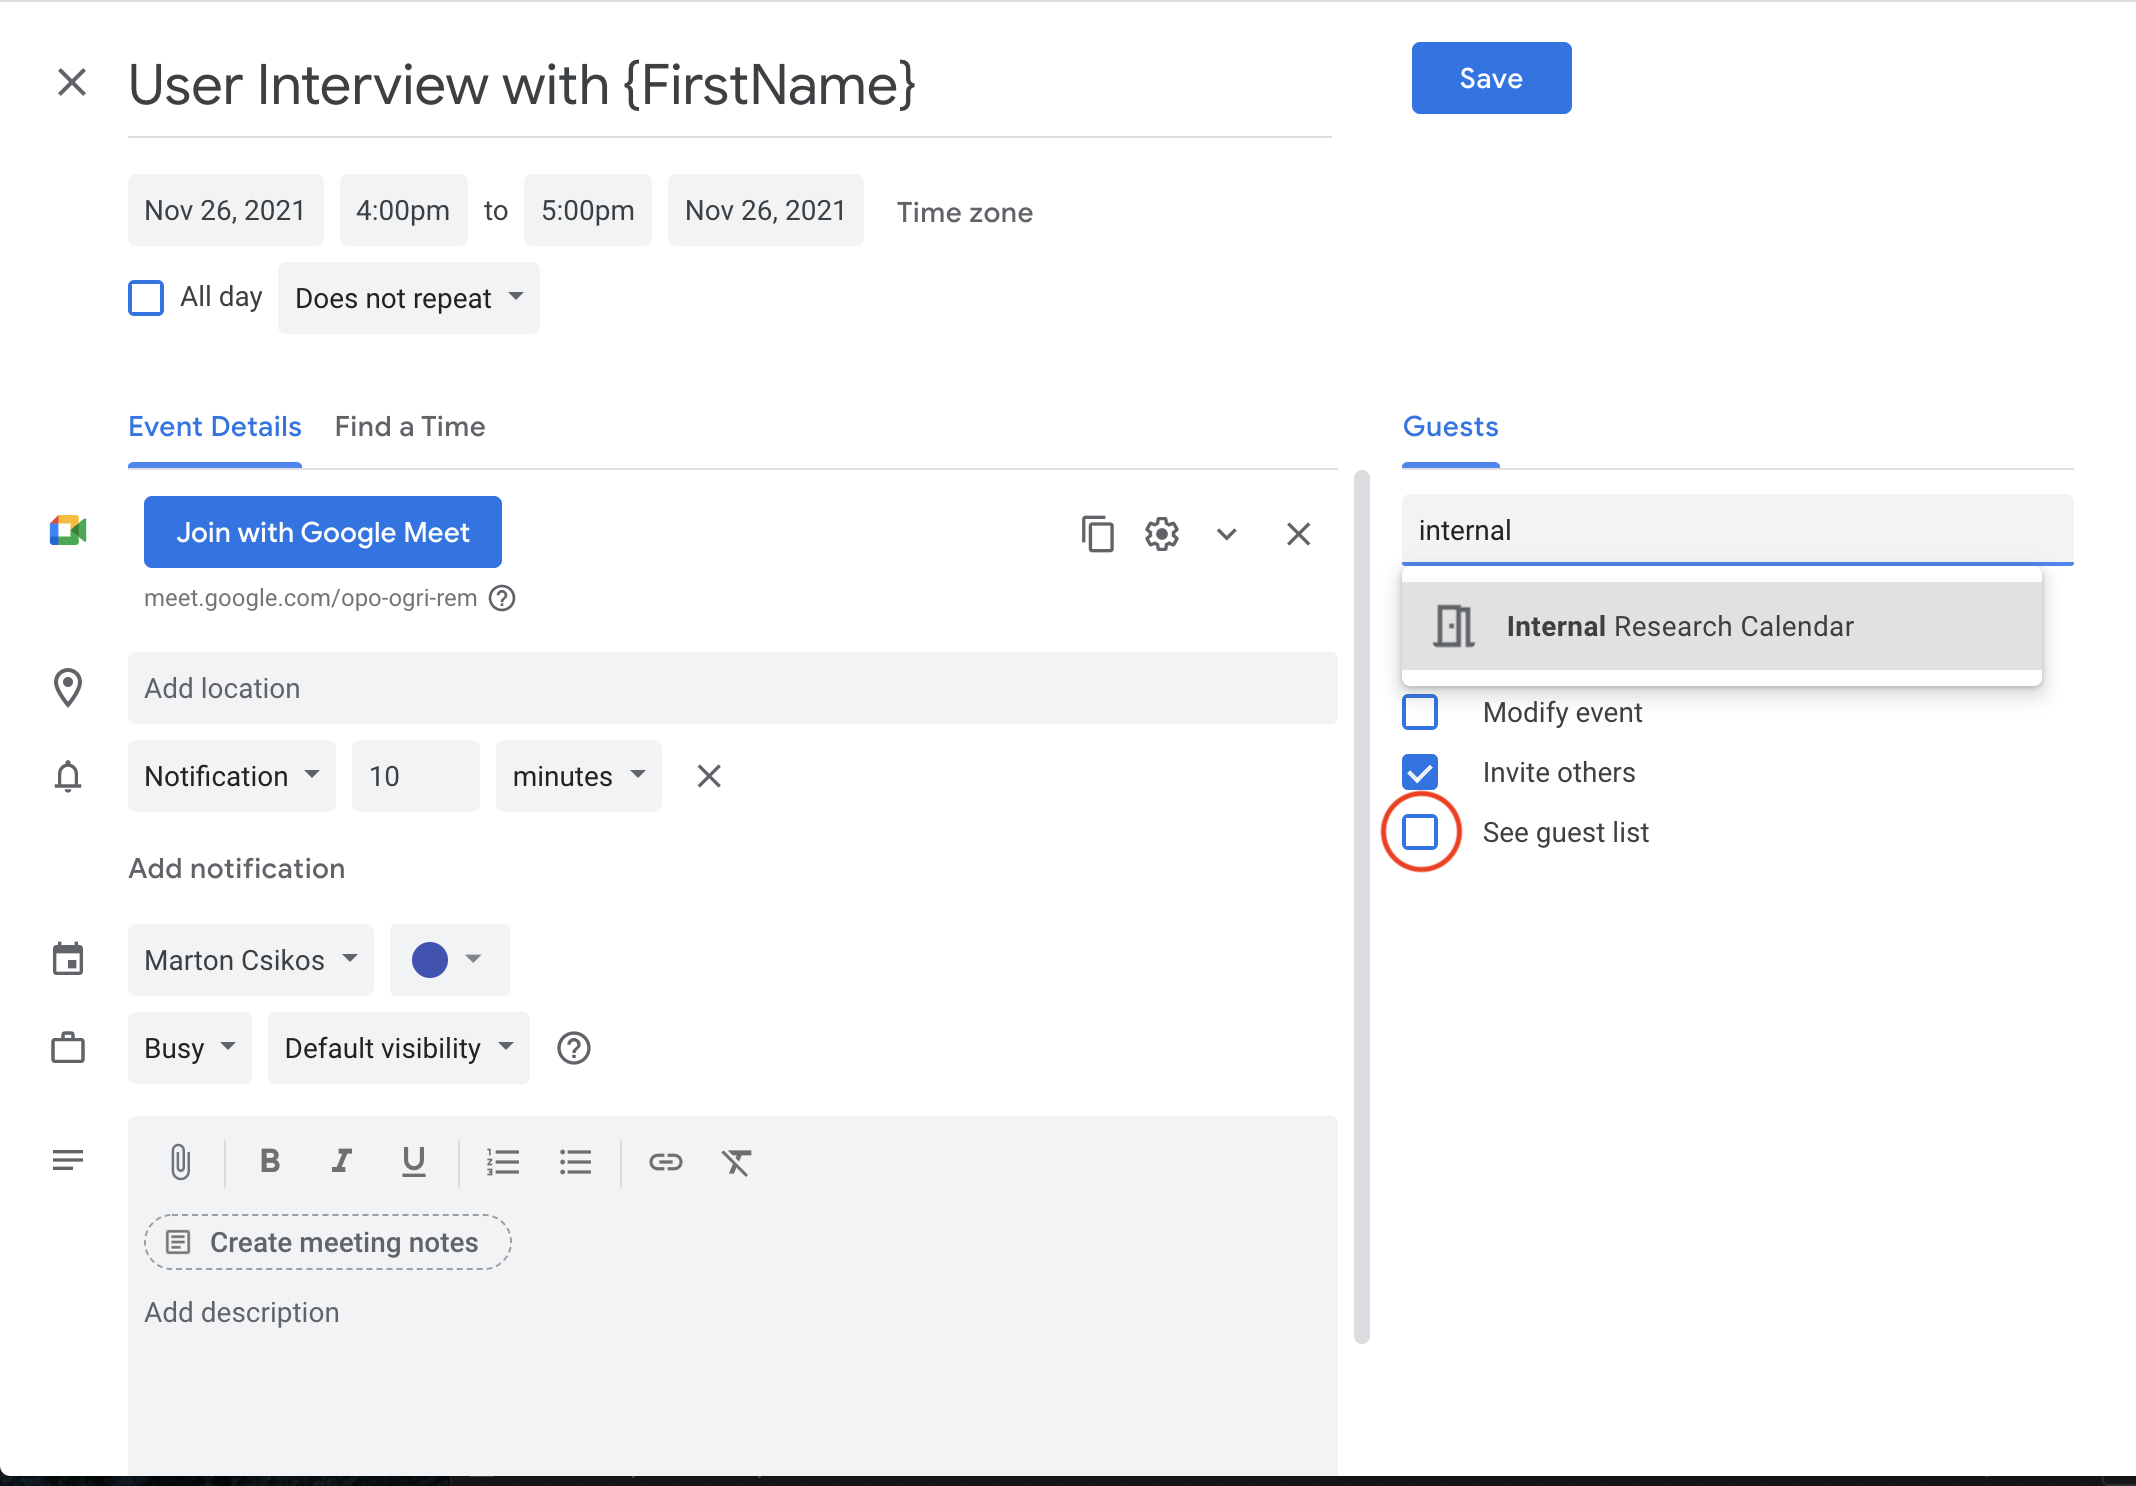 User Interview with {FirstName}
Save
Nov 26, 2021 4:00pm to 5:00pm Nov 26, 2021 Time zone
All day Does not repeat
Event Details Find a Time
Guests
Join with Google Meet
meet.google.com/opo-ogri-rem
internal
Internal Research Calendar
Add location
Modify event
Notification 10 minutes
Invite others
See guest list
Add notification
Marton Csikos
Busy Default visibility
B I U
Create meeting notes
Add description